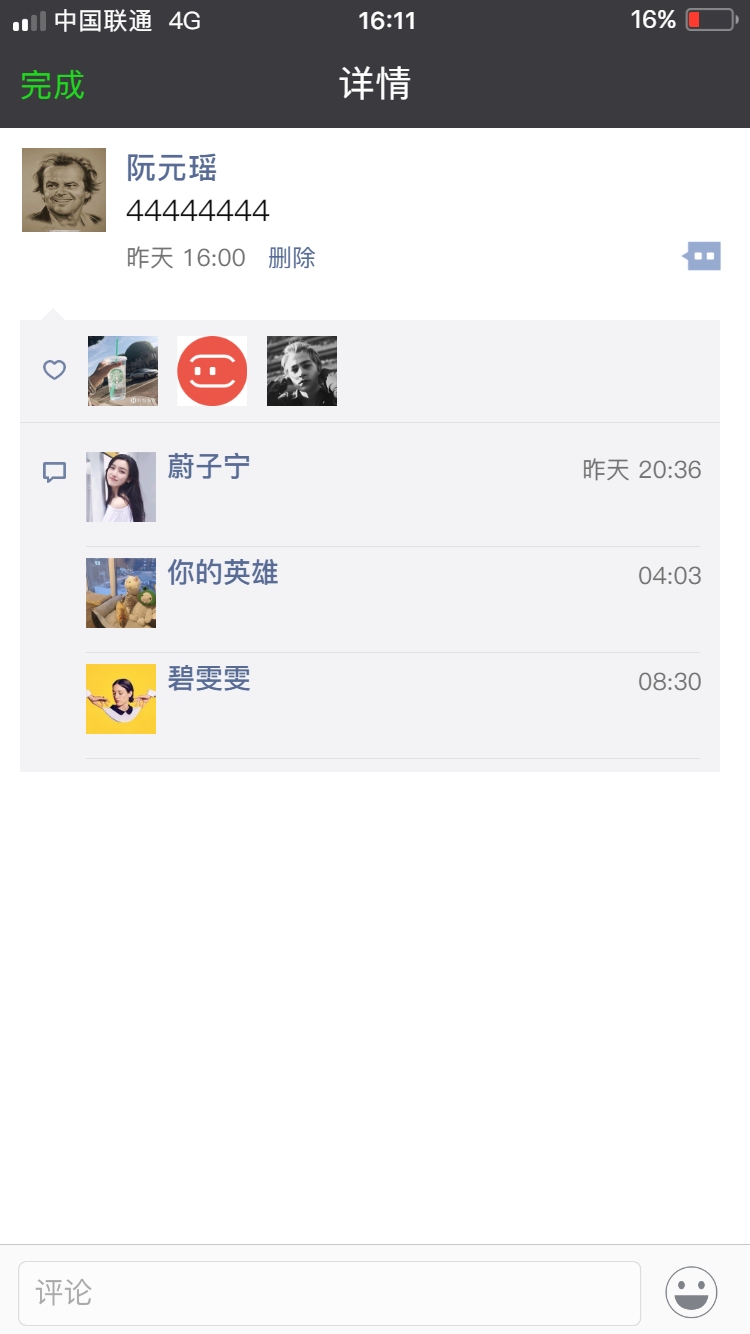 中国联通 4G 16:11 16%
完成 详情
阮元瑶
44444444
昨天 16:00 删除
蔚子宁 昨天 20:36
你的英雄 04:03
碧雯雯 08:30
评论